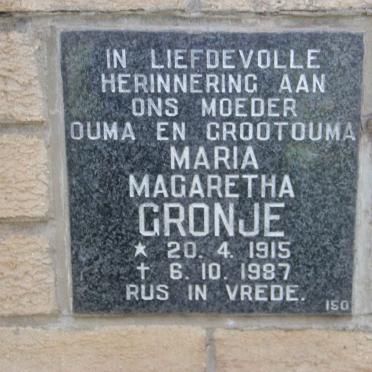 IN LIEFDEVOLLE
HERINNERING AAN
ONS MOEDER
OUMA EN GROOTOUMA
MARIA
MAGARETHA
GRONJE
* 20. 4. 1915
† 6. 10. 1987
RUS IN VREDE.
150